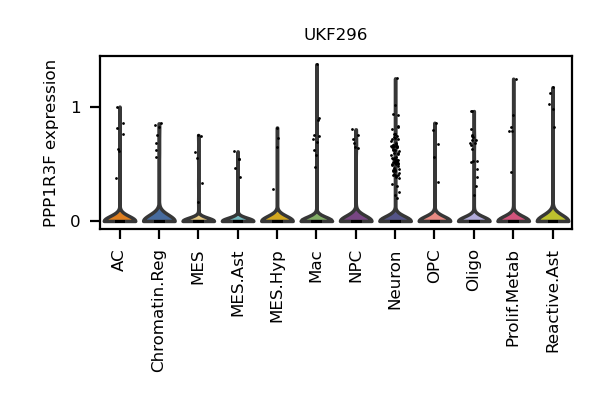 UKF296
PPP1R3F expression
1
0
AC
Chromatin.Reg
MES
MES.Ast
MES.Hyp
Mac
NPC
Neuron
OPC
Oligo
Prolif.Metab
Reactive.Ast